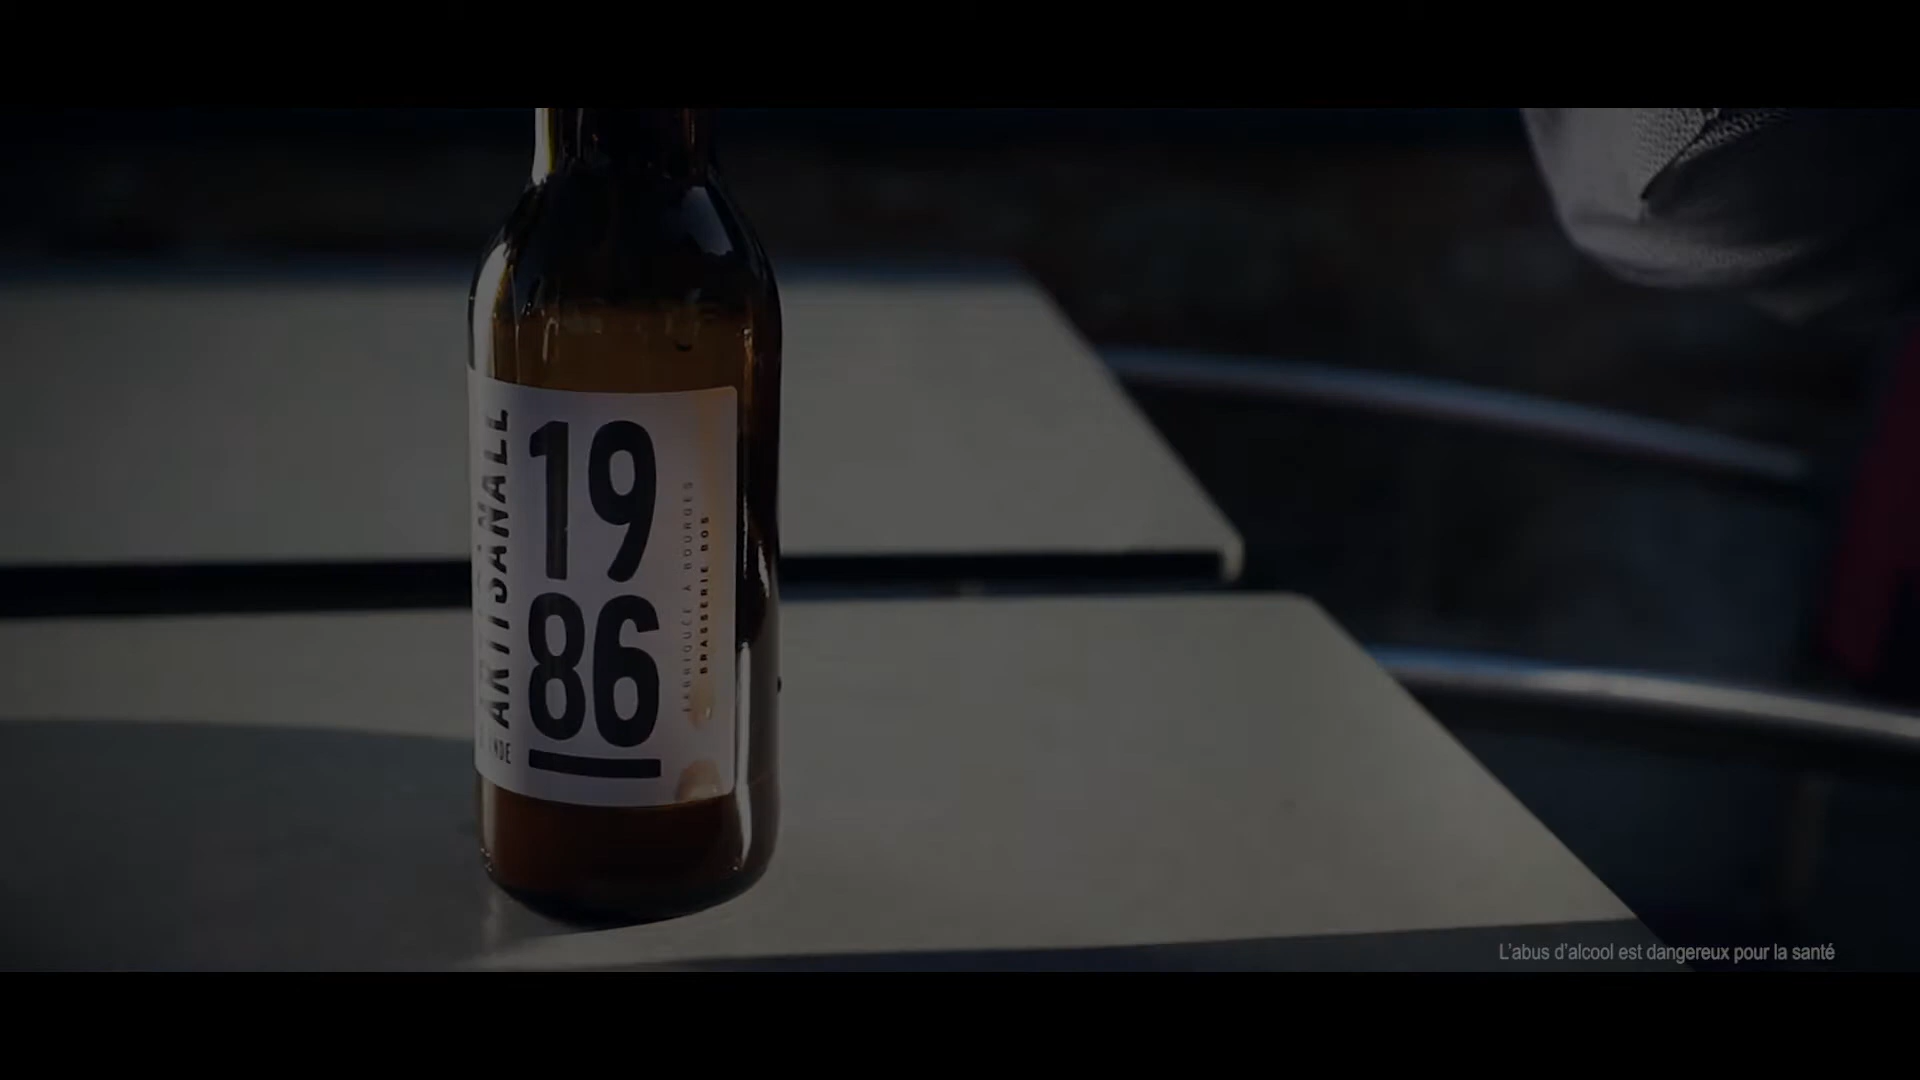 ARTISANALE
19
86
FABRIQUÉE À BOURGES
BRASSERIE BOS
L'abus d'alcool est dangereux pour la santé